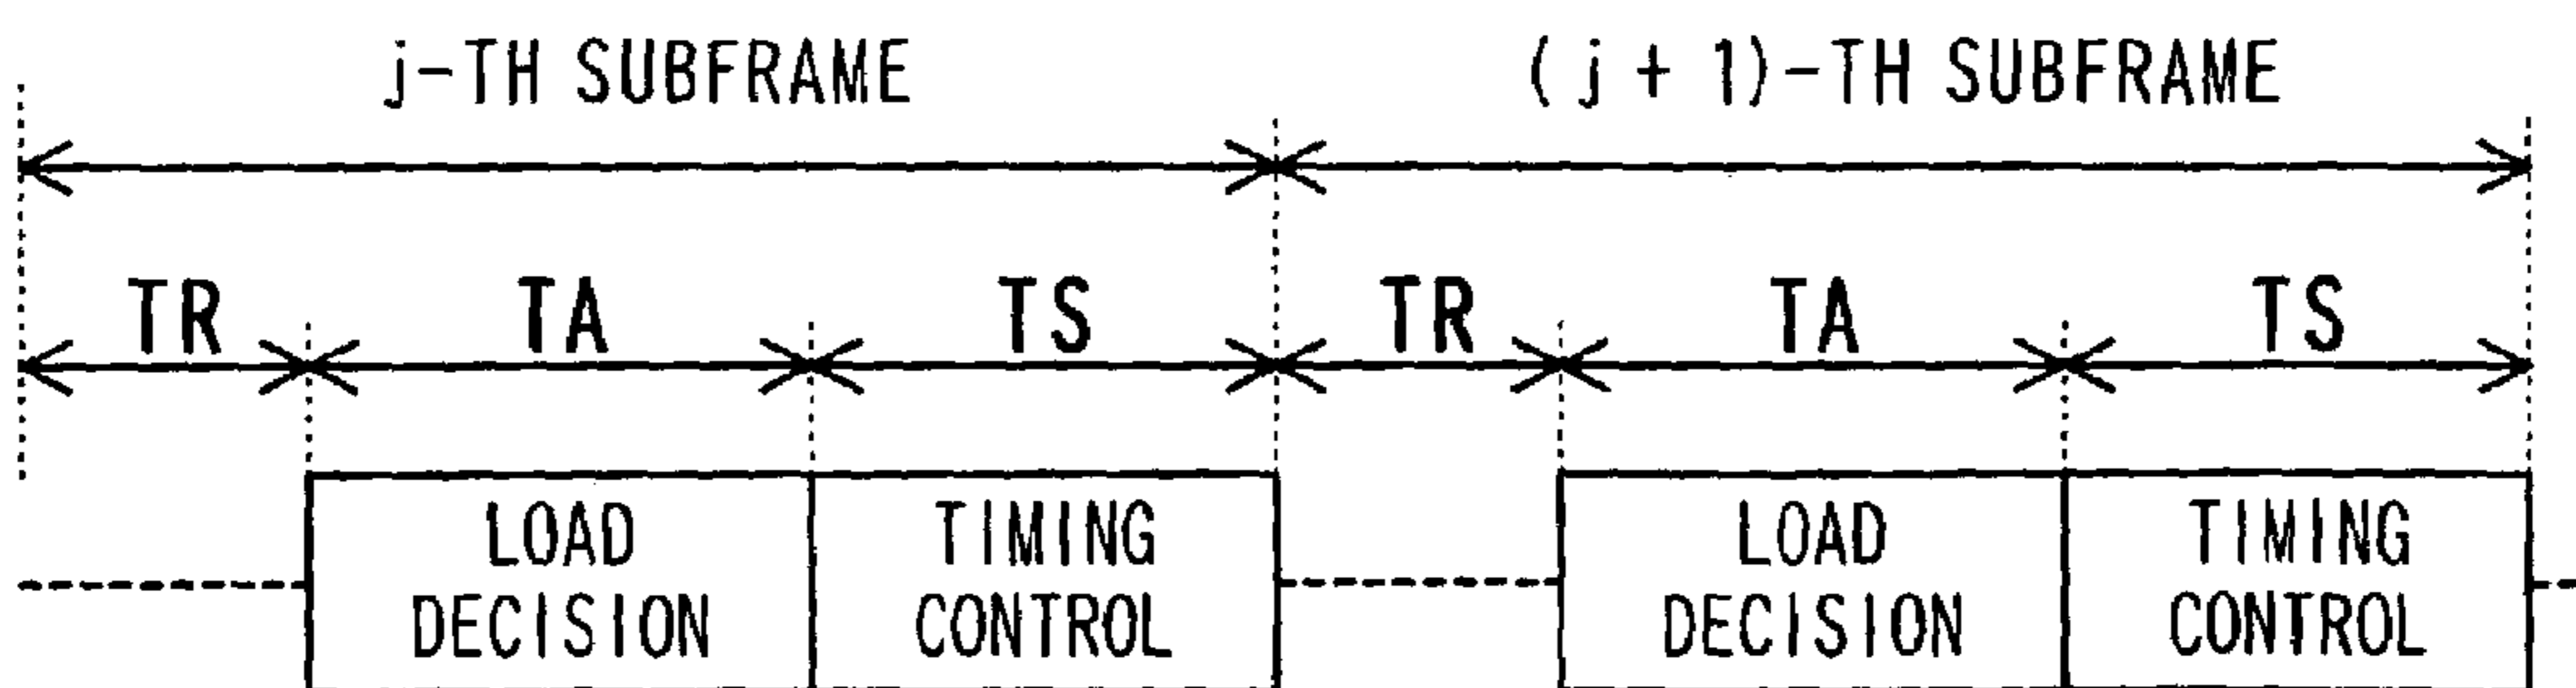 j-TH SUBFRAME (j + 1)-TH SUBFRAME
TR TA TS TR TA TS
LOAD TIMING LOAD TIMING
DECISION CONTROL DECISION CONTROL